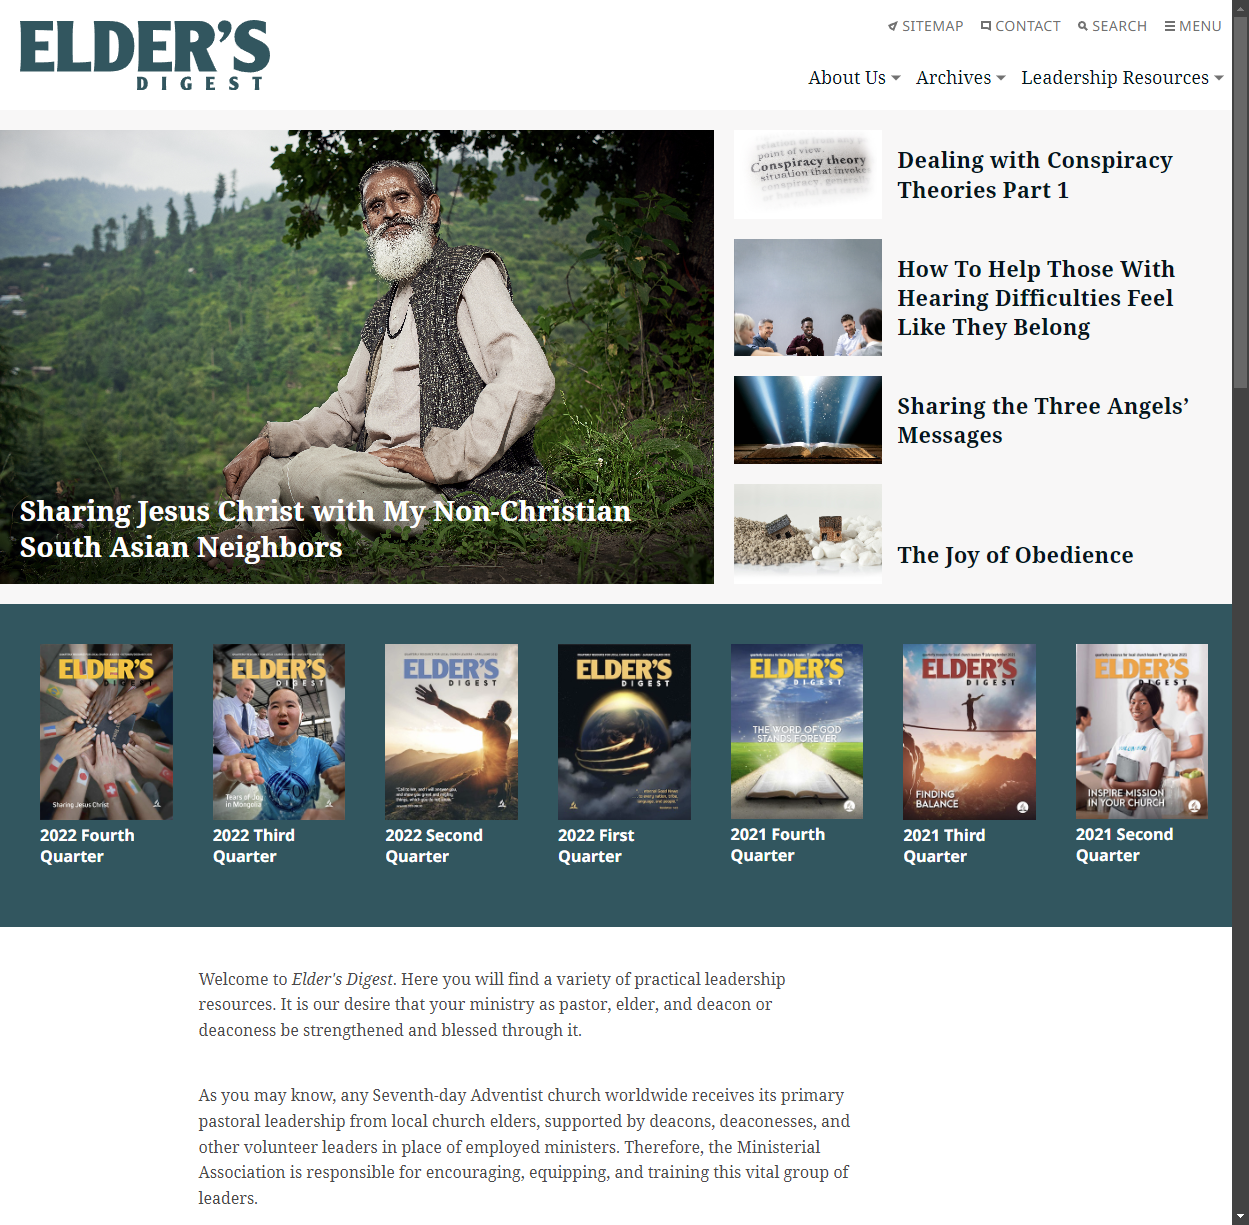 ELDER'S
DIGEST
SITEMAP
CONTACT
SEARCH
MENU
About Us
Archives
Leadership Resources
Sharing Jesus Christ with My Non-Christian
South Asian Neighbors
point of view.
Conspiracy theory
situation that invoke
Dealing with Conspiracy
Theories Part 1
How To Help Those With
Hearing Difficulties Feel
Like They Belong
Sharing the Three Angels’
Messages
The Joy of Obedience
ELDER'S
DIGEST
Sharing Jesus Christ
2022 Fourth
Quarter
ELDER'S
DIGEST
Tears of Joy
in Mongolia
2022 Third
Quarter
ELDER'S
DIGEST
2022 Second
Quarter
ELDER'S
DIGEST
2022 First
Quarter
ELDER'S
DIGEST
THE WORD OF GOD
STANDS FOREVER
2021 Fourth
Quarter
ELDER'S
DIGEST
FINDING
BALANCE
2021 Third
Quarter
ELDER'S
DIGEST
INSPIRE MISSION
IN YOUR CHURCH
2021 Second
Quarter
Welcome to Elder's Digest. Here you will find a variety of practical leadership
resources. It is our desire that your ministry as pastor, elder, and deacon or
deaconess be strengthened and blessed through it.
As you may know, any Seventh-day Adventist church worldwide receives its primary
pastoral leadership from local church elders, supported by deacons, deaconesses, and
other volunteer leaders in place of employed ministers. Therefore, the Ministerial
Association is responsible for encouraging, equipping, and training this vital group of
leaders.